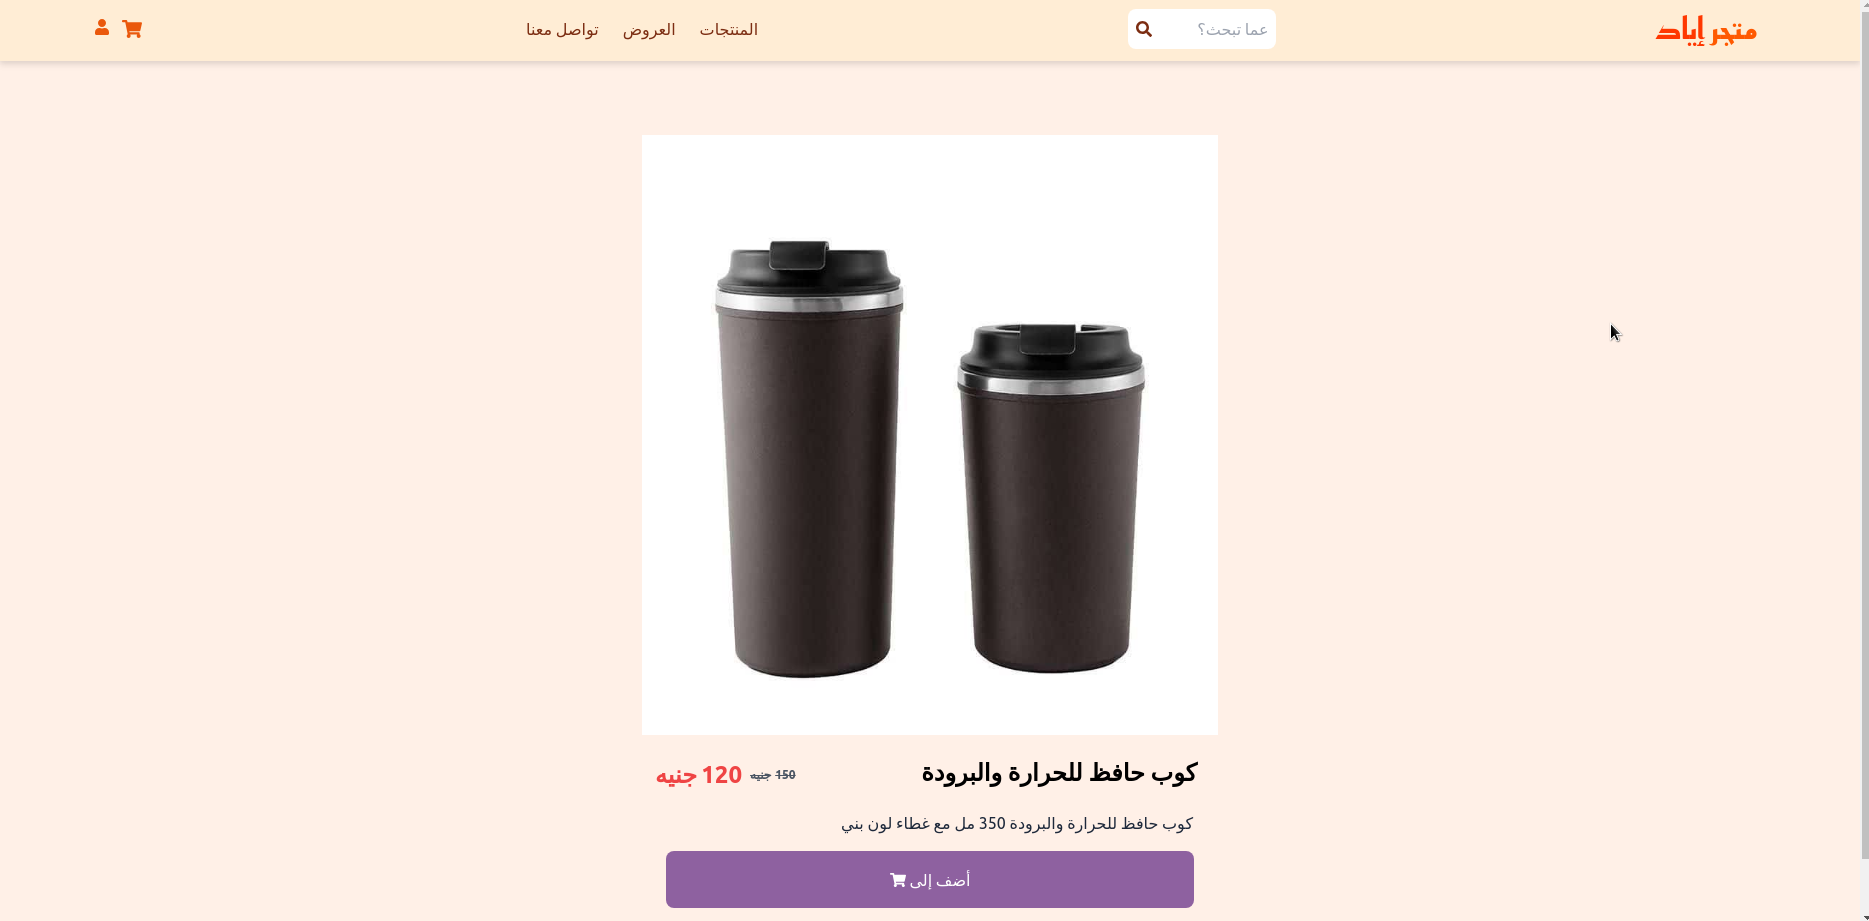 متجر إياد
عما تبحث؟
المنتجات العروض تواصل معنا
كوب حافظ للحرارة والبرودة
150 جنيه 120 جنيه
كوب حافظ للحرارة والبرودة 350 مل مع غطاء لون بني
أضف إلى